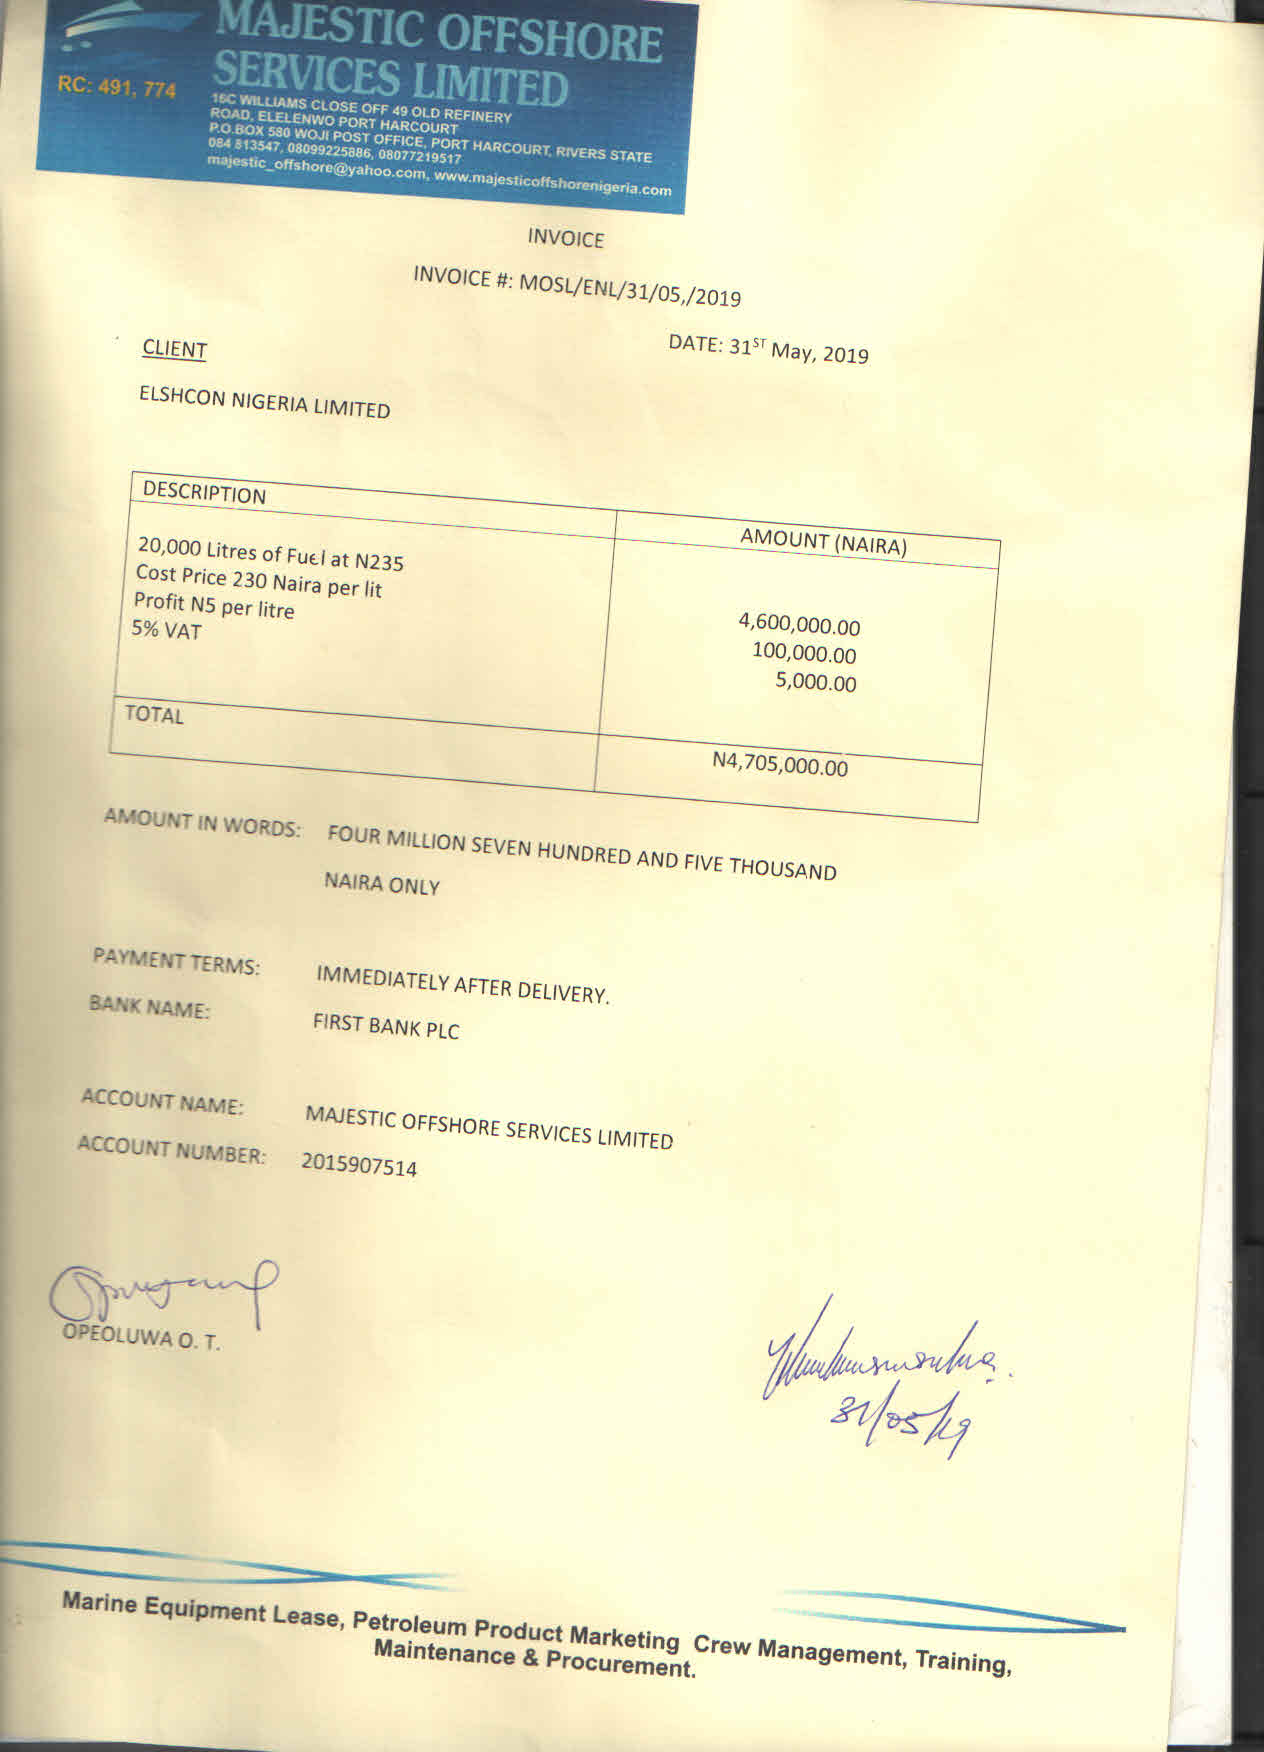 MAJESTIC OFFSHORE
SERVICES LIMITED
RC: 491, 774
16C WILLIAMS CLOSE OFF 49 OLD REFINERY
ROAD, ELELENWO PORT HARCOURT
P.O.BOX 580 WOJI POST OFFICE, PORT HARCOURT, RIVERS STATE
084 813547, 08099225886, 08077219517
majestic_offshore@yahoo.com, www.majesticoffshorenigeria.com
INVOICE
INVOICE #: MOSL/ENL/31/05,/2019
DATE: 31ST May, 2019
CLIENT
ELSHCON NIGERIA LIMITED
DESCRIPTION AMOUNT (NAIRA)
20,000 Litres of Fuel at N235
Cost Price 230 Naira per lit 4,600,000.00
Profit N5 per litre 100,000.00
5% VAT 5,000.00
TOTAL N4,705,000.00
AMOUNT IN WORDS: FOUR MILLION SEVEN HUNDRED AND FIVE THOUSAND
NAIRA ONLY
PAYMENT TERMS: IMMEDIATELY AFTER DELIVERY.
BANK NAME: FIRST BANK PLC
ACCOUNT NAME: MAJESTIC OFFSHORE SERVICES LIMITED
ACCOUNT NUMBER: 2015907514
OPEOLUWA O. T.
31/05/19
Marine Equipment Lease, Petroleum Product Marketing Crew Management, Training,
Maintenance & Procurement.